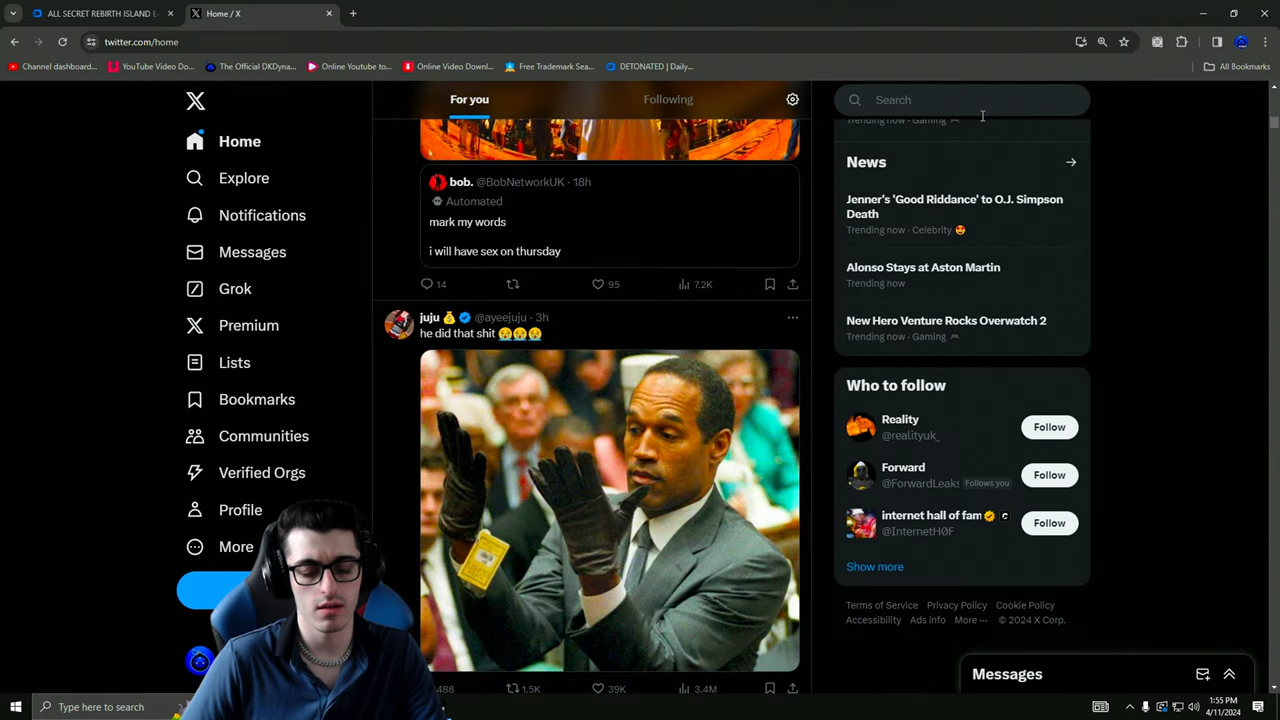 ALL SECRET REBIRTH ISLAND EA
Home / X
twitter.com/home
Channel dashboard...
YouTube Video Do...
The Official DKDyna...
Online Youtube to...
Online Video Downl...
Free Trademark Sea...
DETONATED | Daily...
All Bookmarks
Home
Explore
Notifications
Messages
Grok
Premium
Lists
Bookmarks
Communities
Verified Orgs
Profile
More
For you
Following
bob. @BobNetworkUK · 18h
Automated
mark my words
i will have sex on thursday
14
95
7.2K
juju @ayeejuju · 3h
he did that shit 😭😭😭
488
1.5K
39K
3.4M
Search
Trending now · Gaming
News
Jenner's 'Good Riddance' to O.J. Simpson
Death
Trending now · Celebrity 😍
Alonso Stays at Aston Martin
Trending now
New Hero Venture Rocks Overwatch 2
Trending now · Gaming
Who to follow
Reality
@realityuk_
Follow
Forward
@ForwardLeaks
Follows you
Follow
internet hall of fam
@InternetH0F
Follow
Show more
Terms of Service Privacy Policy Cookie Policy
Accessibility Ads info More ··· © 2024 X Corp.
Messages
Type here to search
1:55 PM
4/11/2024